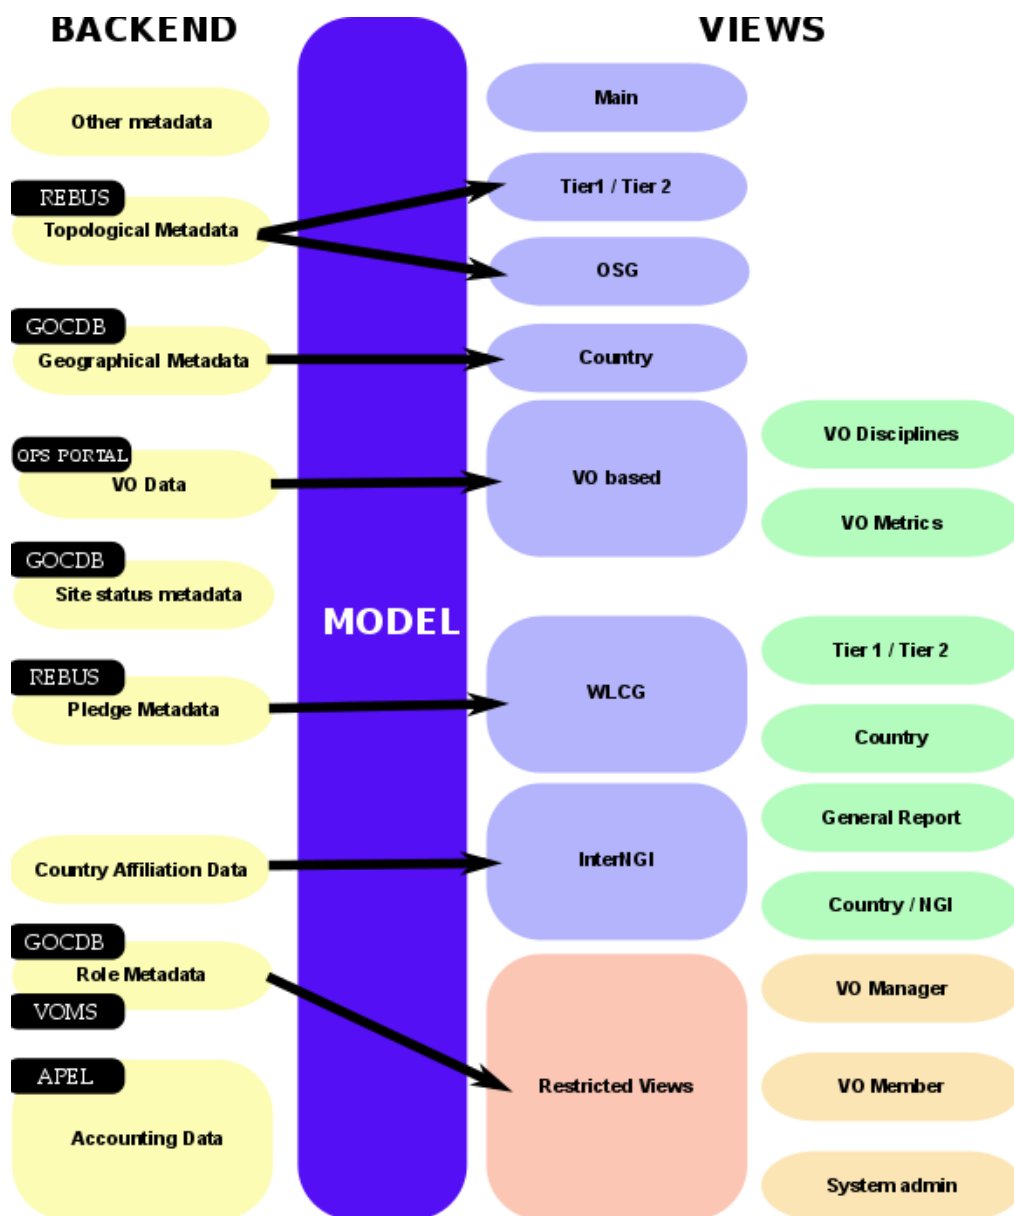 BACKEND
VIEWS
Main
Other metadata
REBUS
Topological Metadata
Tier1 / Tier 2
OSG
GOCDB
Geographical Metadata
Country
OPS PORTAL
VO Data
VO based
VO Disciplines
VO Metrics
GOCDB
Site status metadata
MODEL
REBUS
Pledge Metadata
WLCG
Tier 1 / Tier 2
Country
Country Affiliation Data
InterNGI
General Report
Country / NGI
GOCDB
Role Metadata
VOMS
APEL
Accounting Data
Restricted Views
VO Manager
VO Member
System admin